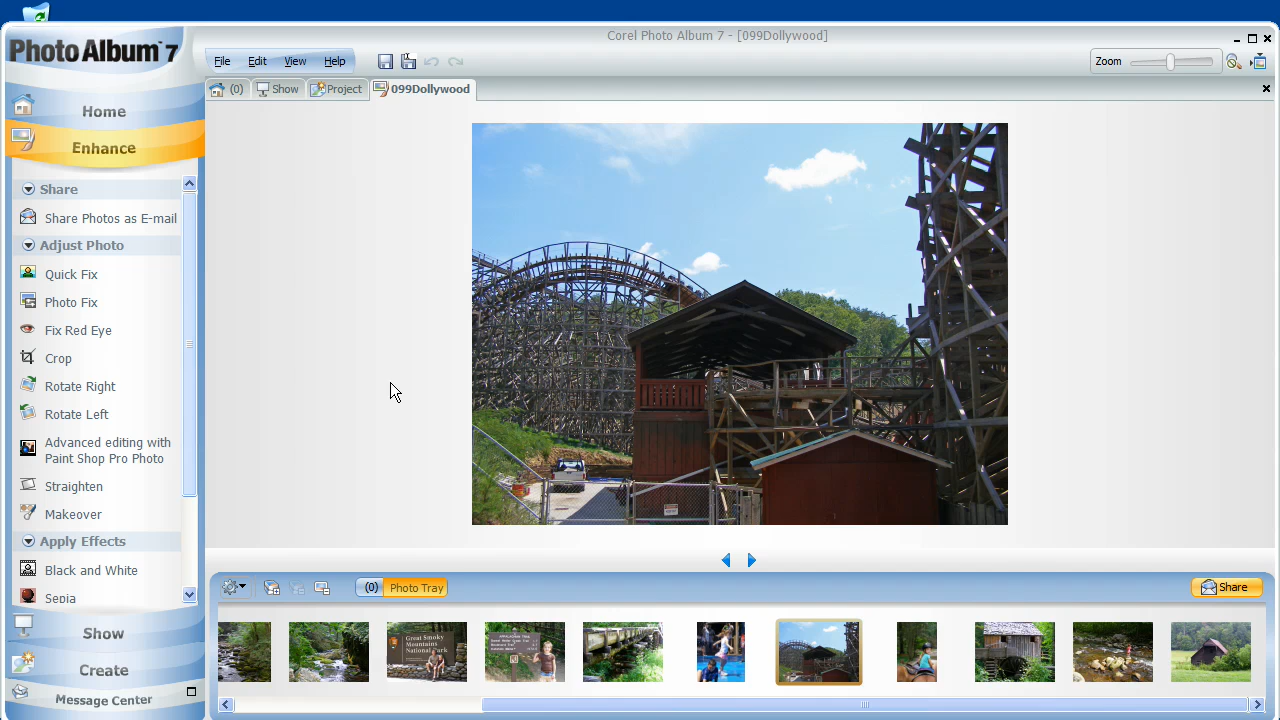 Corel Photo Album 7 - [099Dollywood]
Photo Album™ 7
File Edit View Help
Zoom
(0) Show Project 099Dollywood
Home
Enhance
Share
Share Photos as E-mail
Adjust Photo
Quick Fix
Photo Fix
Fix Red Eye
Crop
Rotate Right
Rotate Left
Advanced editing with
Paint Shop Pro Photo
Straighten
Makeover
Apply Effects
Black and White
Sepia
Show
Create
Message Center
(0) Photo Tray
Share
Great Smoky
Mountains
National Park